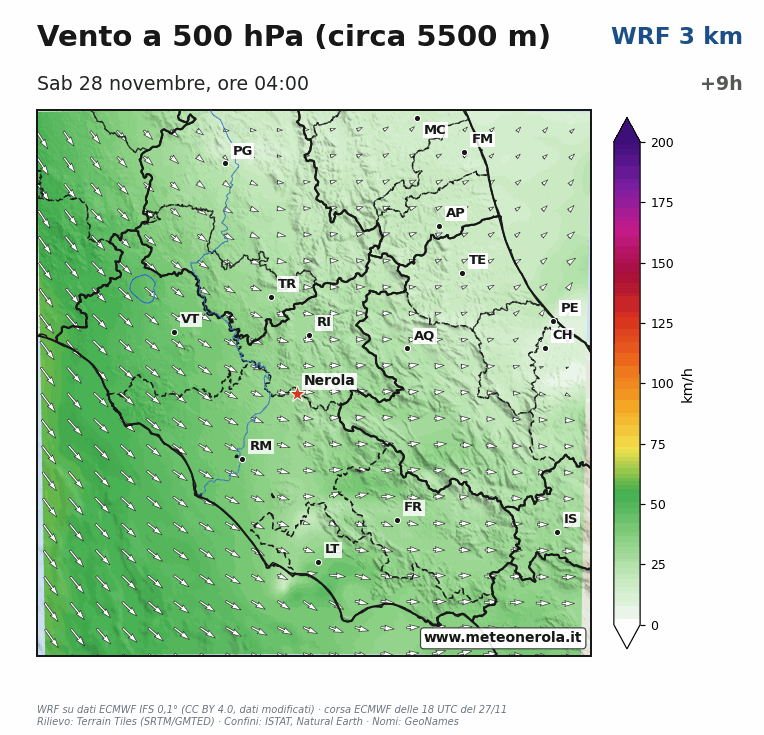 Vento a 500 hPa (circa 5500 m)
WRF 3 km
Sab 28 novembre, ore 04:00
+9h
MC
FM
PG
AP
TE
TR
PE
VT
RI
AQ
CH
Nerola
RM
FR
IS
LT
www.meteonerola.it
200
175
150
125
100
75
50
25
0
km/h
WRF su dati ECMWF IFS 0,1° (CC BY 4.0, dati modificati) · corsa ECMWF delle 18 UTC del 27/11
Rilievo: Terrain Tiles (SRTM/GMTED) · Confini: ISTAT, Natural Earth · Nomi: GeoNames